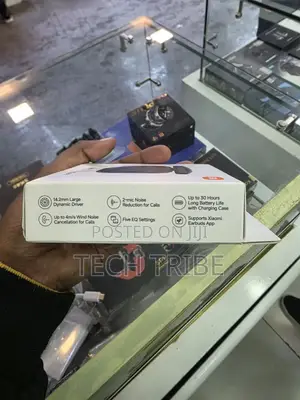 14.2mm Large
Dynamic Driver
2-mic Noise
Reduction for Calls
Up to 30 Hours
Long Battery Life
with Charging Case
Up to 4m/s Wind Noise
Cancellation for Calls
Five EQ Settings
Supports Xiaomi
Earbuds App
POSTED ON JIJI
TECH TRIBE